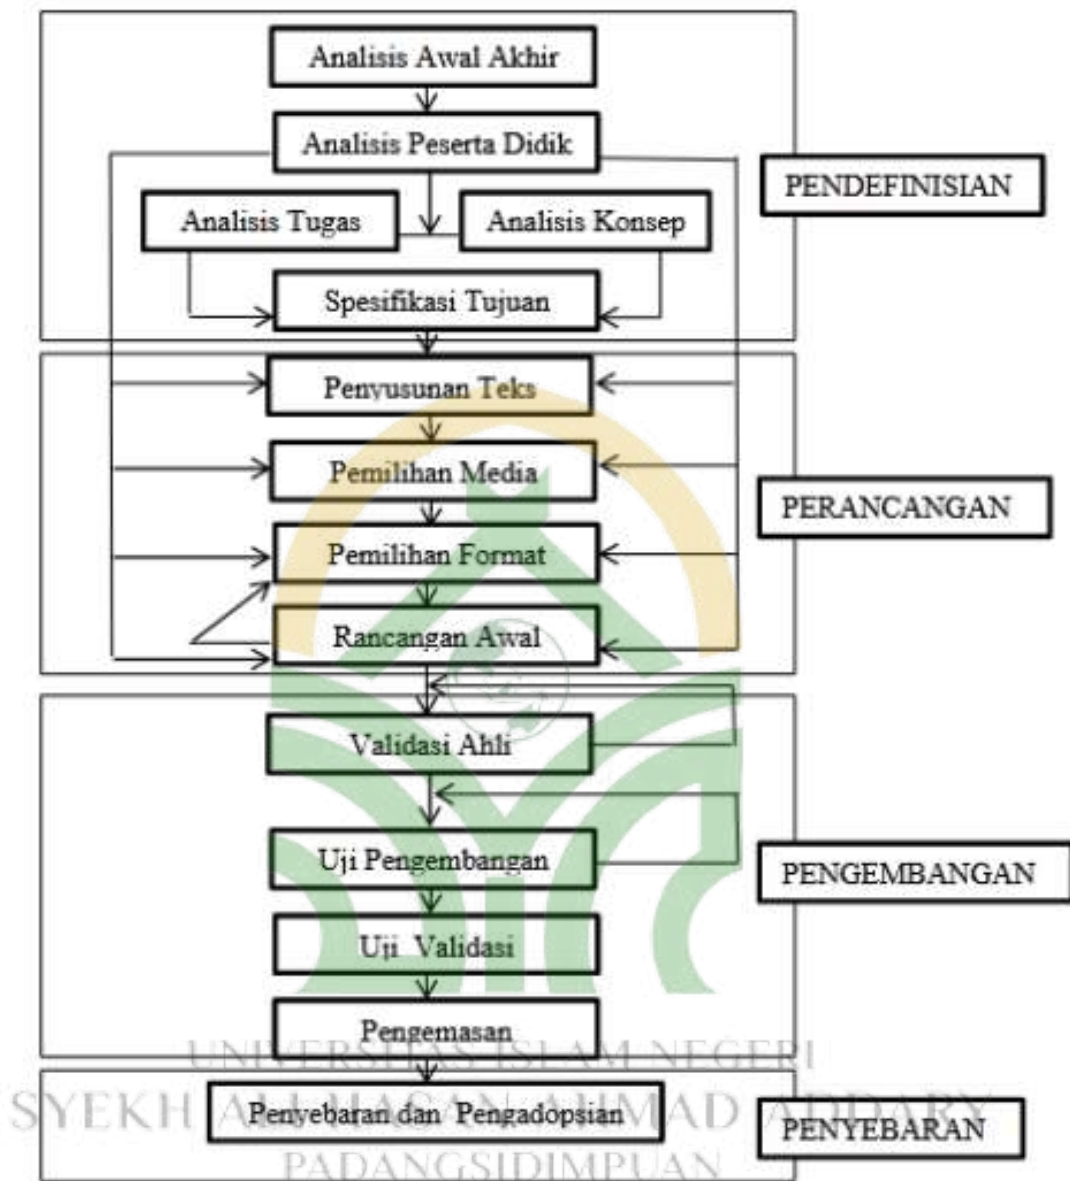 Analisis Awal Akhir
Analisis Peserta Didik
PENDEFINISIAN
Analisis Tugas
Analisis Konsep
Spesifikasi Tujuan
Penyusunan Teks
Pemilihan Media
PERANCANGAN
Pemilihan Format
Rancangan Awal
Validasi Ahli
Uji Pengembangan
PENGEMBANGAN
Uji Validasi
Pengemasan
UNIVERSITAS ISLAM NEGERI
Penyebaran dan Pengadopsian
SYEKH ALI HASAN AHMAD ADDARY
PENYEBARAN
PADANGSIDIMPUAN